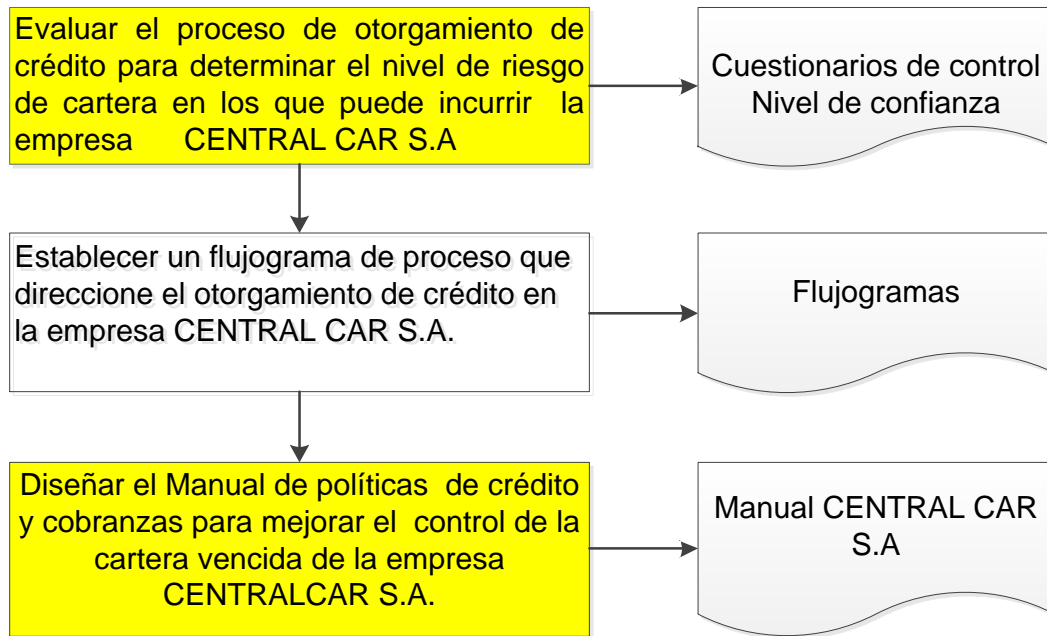 Evaluar el proceso de otorgamiento de
crédito para determinar el nivel de riesgo
de cartera en los que puede incurrir la
empresa CENTRAL CAR S.A
Cuestionarios de control
Nivel de confianza
Establecer un flujograma de proceso que
direccione el otorgamiento de crédito en
la empresa CENTRAL CAR S.A.
Flujogramas
Diseñar el Manual de políticas de crédito
y cobranzas para mejorar el control de la
cartera vencida de la empresa
CENTRALCAR S.A.
Manual CENTRAL CAR
S.A